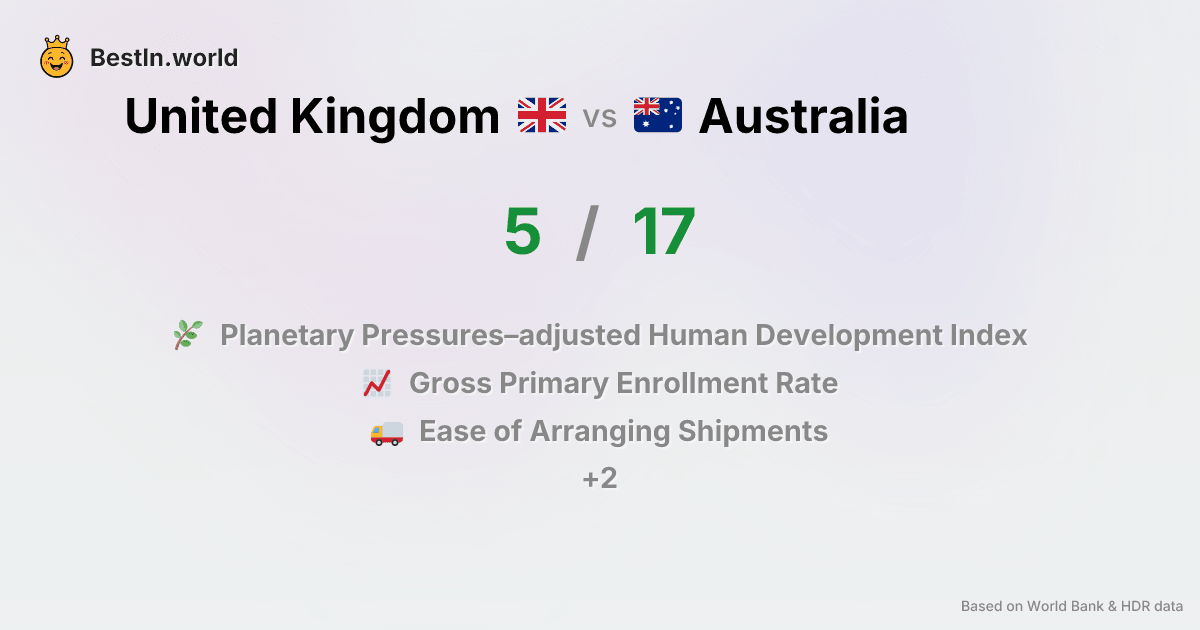 BestIn.world
United Kingdom vs Australia
5 / 17
Planetary Pressures–adjusted Human Development Index
Gross Primary Enrollment Rate
Ease of Arranging Shipments
+2
Based on World Bank & HDR data